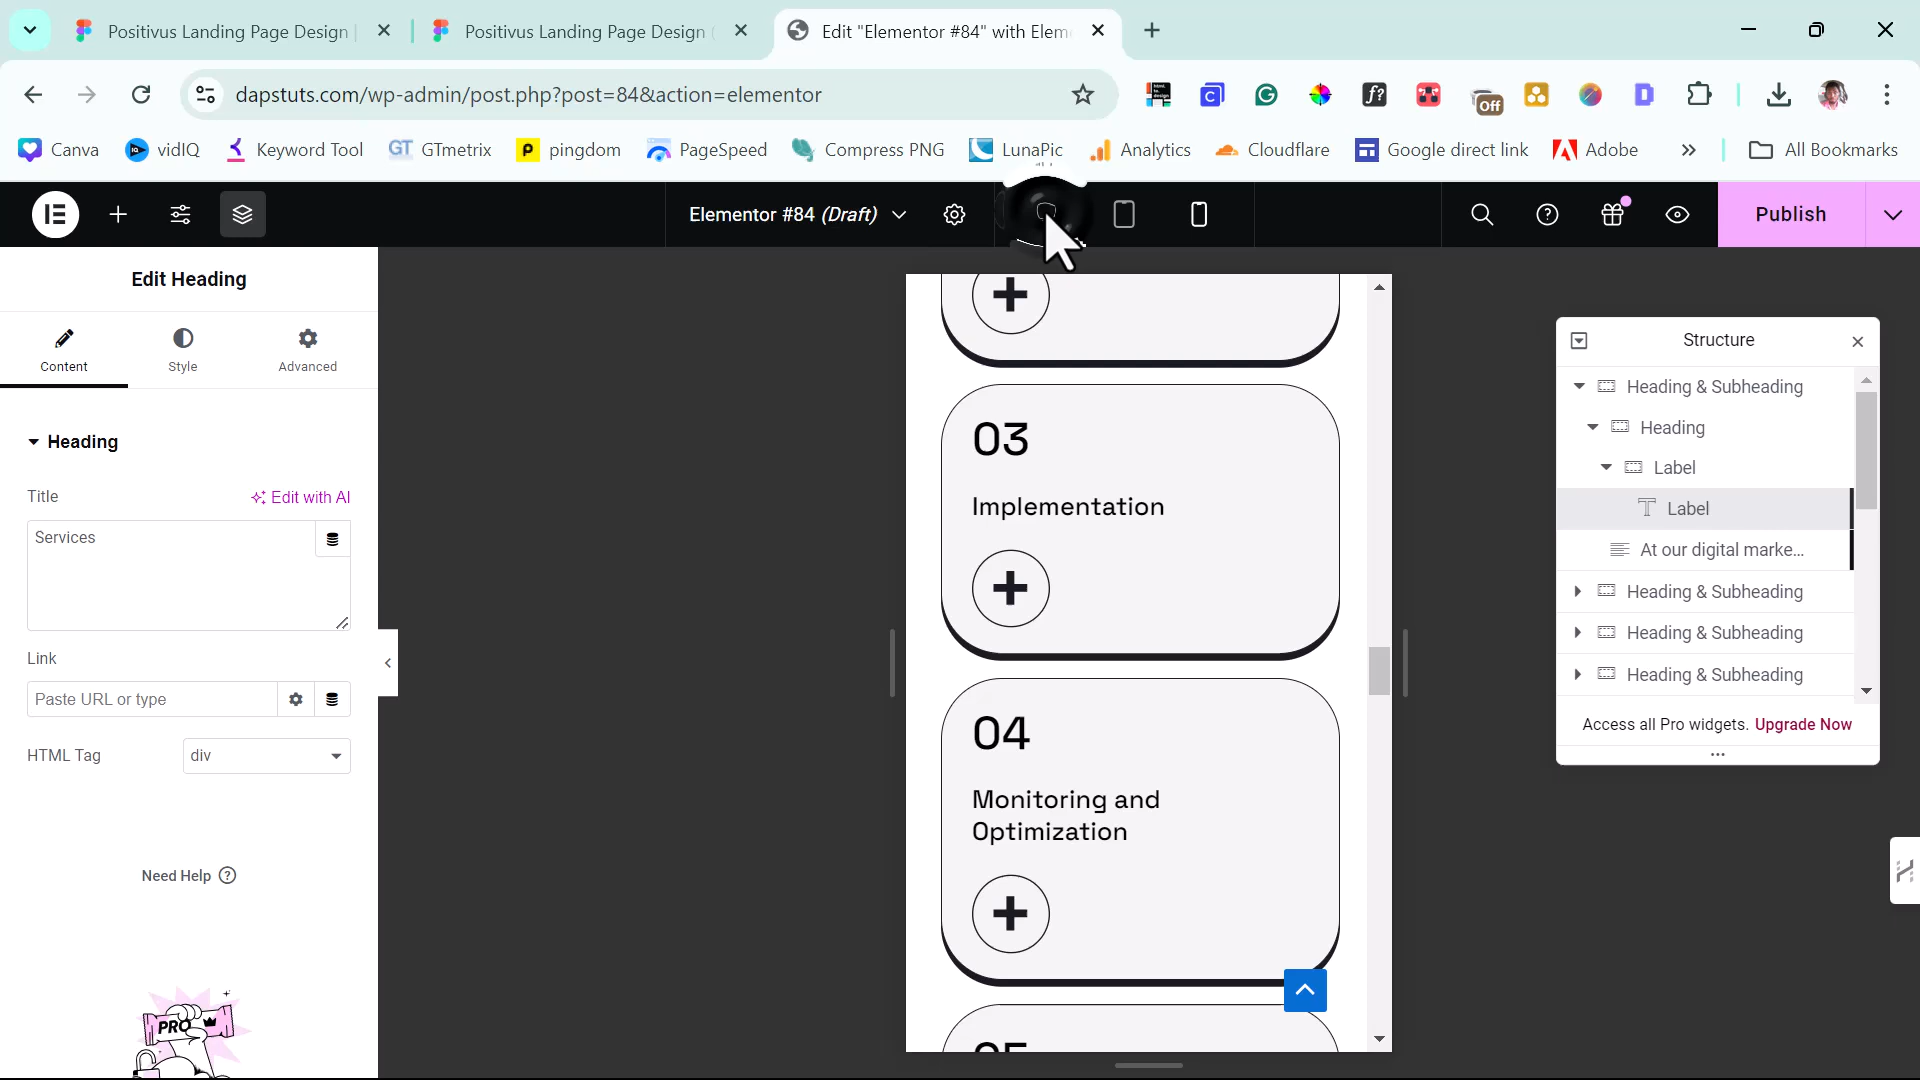 Positivus Landing Page Design
Positivus Landing Page Design
Edit "Elementor #84" with Elem
dapstuts.com/wp-admin/post.php?post=84&action=elementor
Off
Canva
vidIQ
Keyword Tool
GT GTmetrix
pingdom
PageSpeed
Compress PNG
LunaPic
Analytics
Cloudflare
Google direct link
Adobe
All Bookmarks
Elementor #84 (Draft)
Publish
Edit Heading
Content
Style
Advanced
Heading
Title
Edit with AI
Services
Link
Paste URL or type
HTML Tag
div
Need Help
PRO
03
Implementation
04
Monitoring and
Optimization
Structure
Heading & Subheading
Heading
Label
Label
At our digital marke...
Heading & Subheading
Heading & Subheading
Heading & Subheading
Access all Pro widgets. Upgrade Now